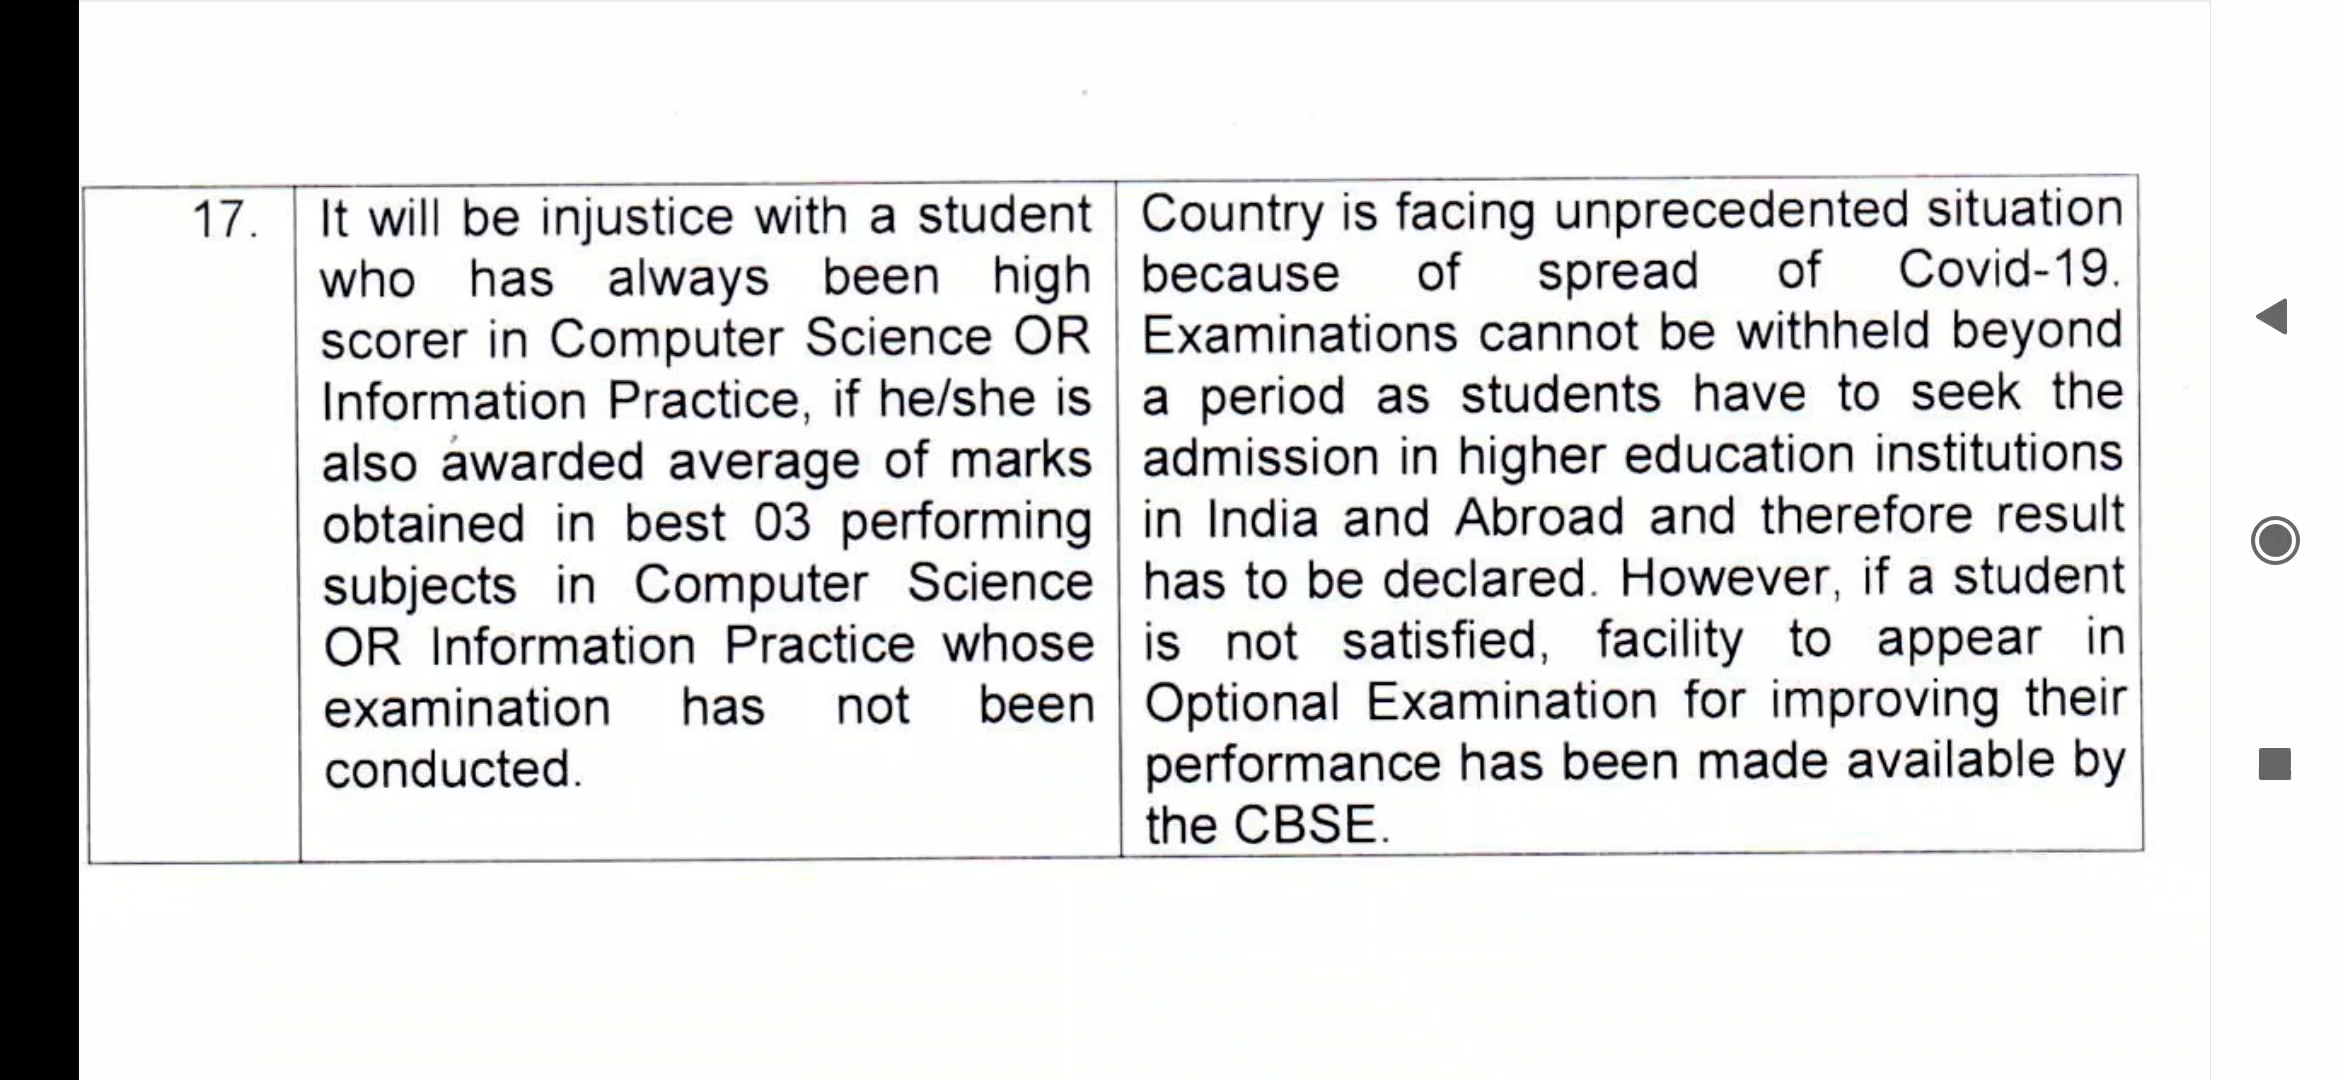 17.
It will be injustice with a student
who has always been high
scorer in Computer Science OR
Information Practice, if he/she is
also awarded average of marks
obtained in best 03 performing
subjects in Computer Science
OR Information Practice whose
examination has not been
conducted.
Country is facing unprecedented situation
because of spread of Covid-19.
Examinations cannot be withheld beyond
a period as students have to seek the
admission in higher education institutions
in India and Abroad and therefore result
has to be declared. However, if a student
is not satisfied, facility to appear in
Optional Examination for improving their
performance has been made available by
the CBSE.